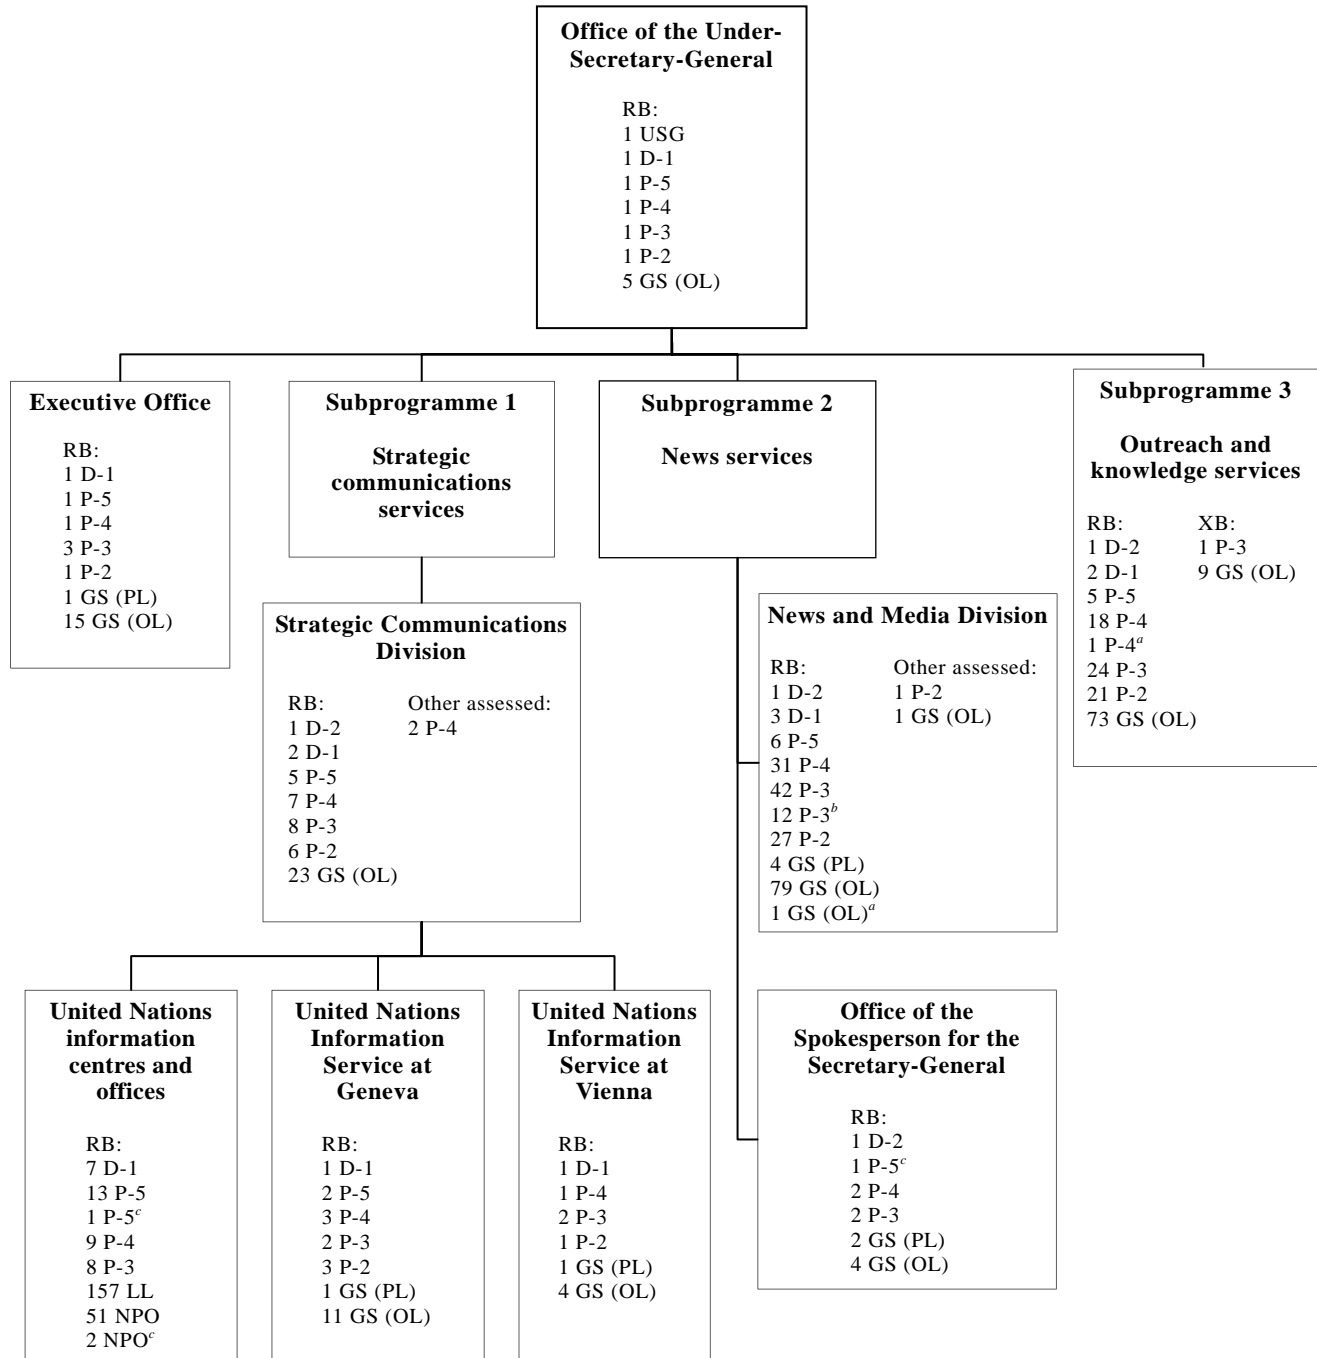 Office of the Under-
Secretary-General
RB:
1 USG
1 D-1
1 P-5
1 P-4
1 P-3
1 P-2
5 GS (OL)
Executive Office
RB:
1 D-1
1 P-5
1 P-4
3 P-3
1 P-2
1 GS (PL)
15 GS (OL)
Subprogramme 1
Strategic
communications
services
Subprogramme 2
News services
Subprogramme 3
Outreach and
knowledge services
RB:
1 D-2
2 D-1
5 P-5
18 P-4
1 P-4a
24 P-3
21 P-2
73 GS (OL)
XB:
1 P-3
9 GS (OL)
Strategic Communications
Division
RB:
1 D-2
2 D-1
5 P-5
7 P-4
8 P-3
6 P-2
23 GS (OL)
Other assessed:
2 P-4
News and Media Division
RB:
1 D-2
3 D-1
6 P-5
31 P-4
42 P-3
12 P-3b
27 P-2
4 GS (PL)
79 GS (OL)
1 GS (OL)a
Other assessed:
1 P-2
1 GS (OL)
United Nations
information
centres and
offices
RB:
7 D-1
13 P-5
1 P-5c
9 P-4
8 P-3
157 LL
51 NPO
2 NPOc
United Nations
Information
Service at
Geneva
RB:
1 D-1
2 P-5
3 P-4
2 P-3
3 P-2
1 GS (PL)
11 GS (OL)
United Nations
Information
Service at
Vienna
RB:
1 D-1
1 P-4
2 P-3
1 P-2
1 GS (PL)
4 GS (OL)
Office of the
Spokesperson for the
Secretary-General
RB:
1 D-2
1 P-5c
2 P-4
2 P-3
2 GS (PL)
4 GS (OL)